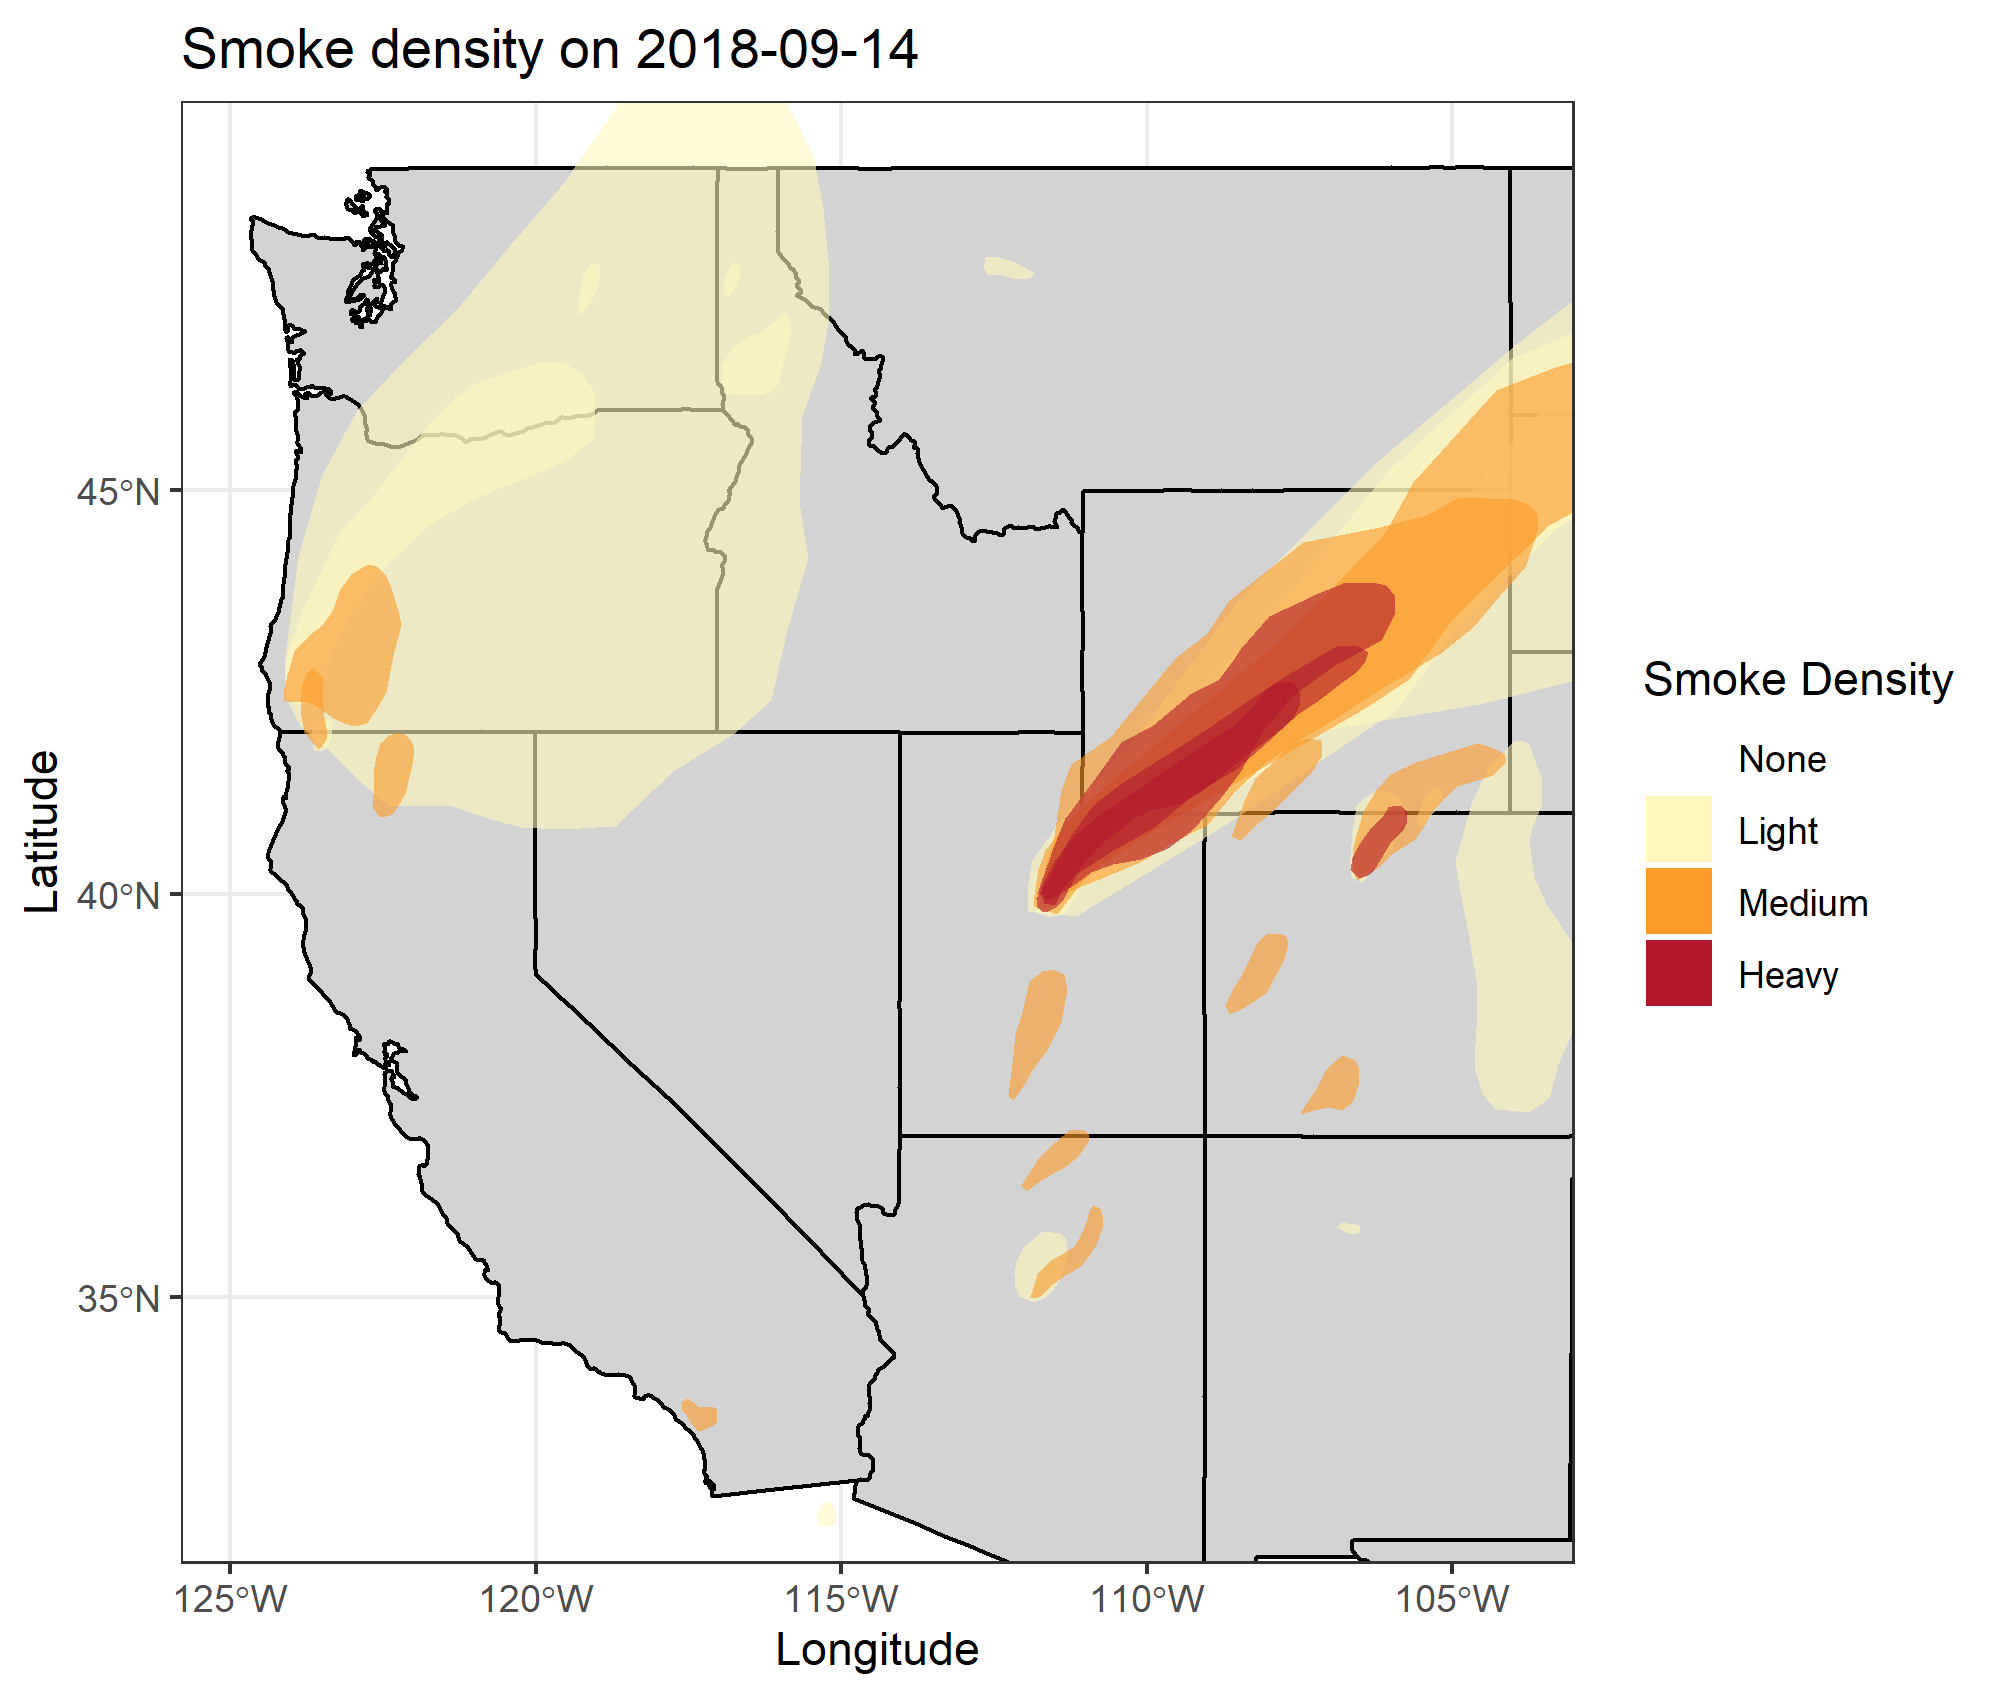 Smoke density on 2018-09-14
45°N
40°N
35°N
Latitude
125°W 120°W 115°W 110°W 105°W
Longitude
Smoke Density
None
Light
Medium
Heavy